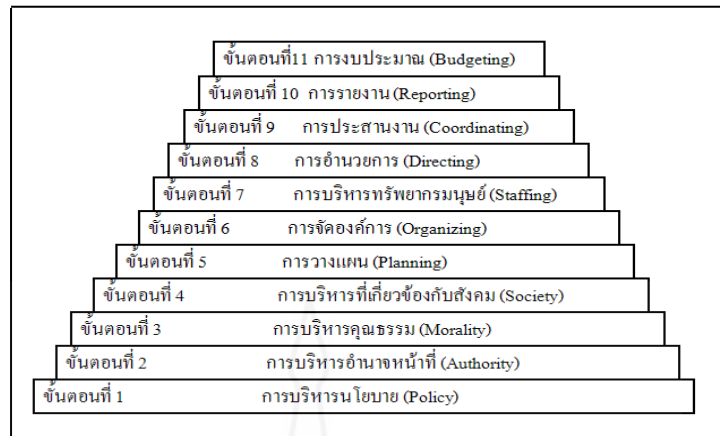 ขั้นตอนที่11 การงบประมาณ (Budgeting)
ขั้นตอนที่ 10 การรายงาน (Reporting)
ขั้นตอนที่ 9 การประสานงาน (Coordinating)
ขั้นตอนที่ 8 การอำนวยการ (Directing)
ขั้นตอนที่ 7 การบริหารทรัพยากรมนุษย์ (Staffing)
ขั้นตอนที่ 6 การจัดองค์การ (Organizing)
ขั้นตอนที่ 5 การวางแผน (Planning)
ขั้นตอนที่ 4 การบริหารที่เกี่ยวข้องกับสังคม (Society)
ขั้นตอนที่ 3 การบริหารคุณธรรม (Morality)
ขั้นตอนที่ 2 การบริหารอำนาจหน้าที่ (Authority)
ขั้นตอนที่ 1 การบริหารนโยบาย (Policy)